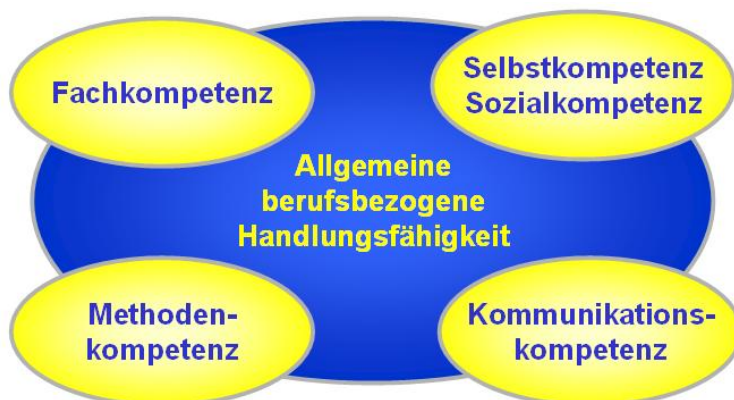 Fachkompetenz
Selbstkompetenz
Sozialkompetenz
Allgemeine
berufsbezogene
Handlungsfähigkeit
Methoden-
kompetenz
Kommunikations-
kompetenz